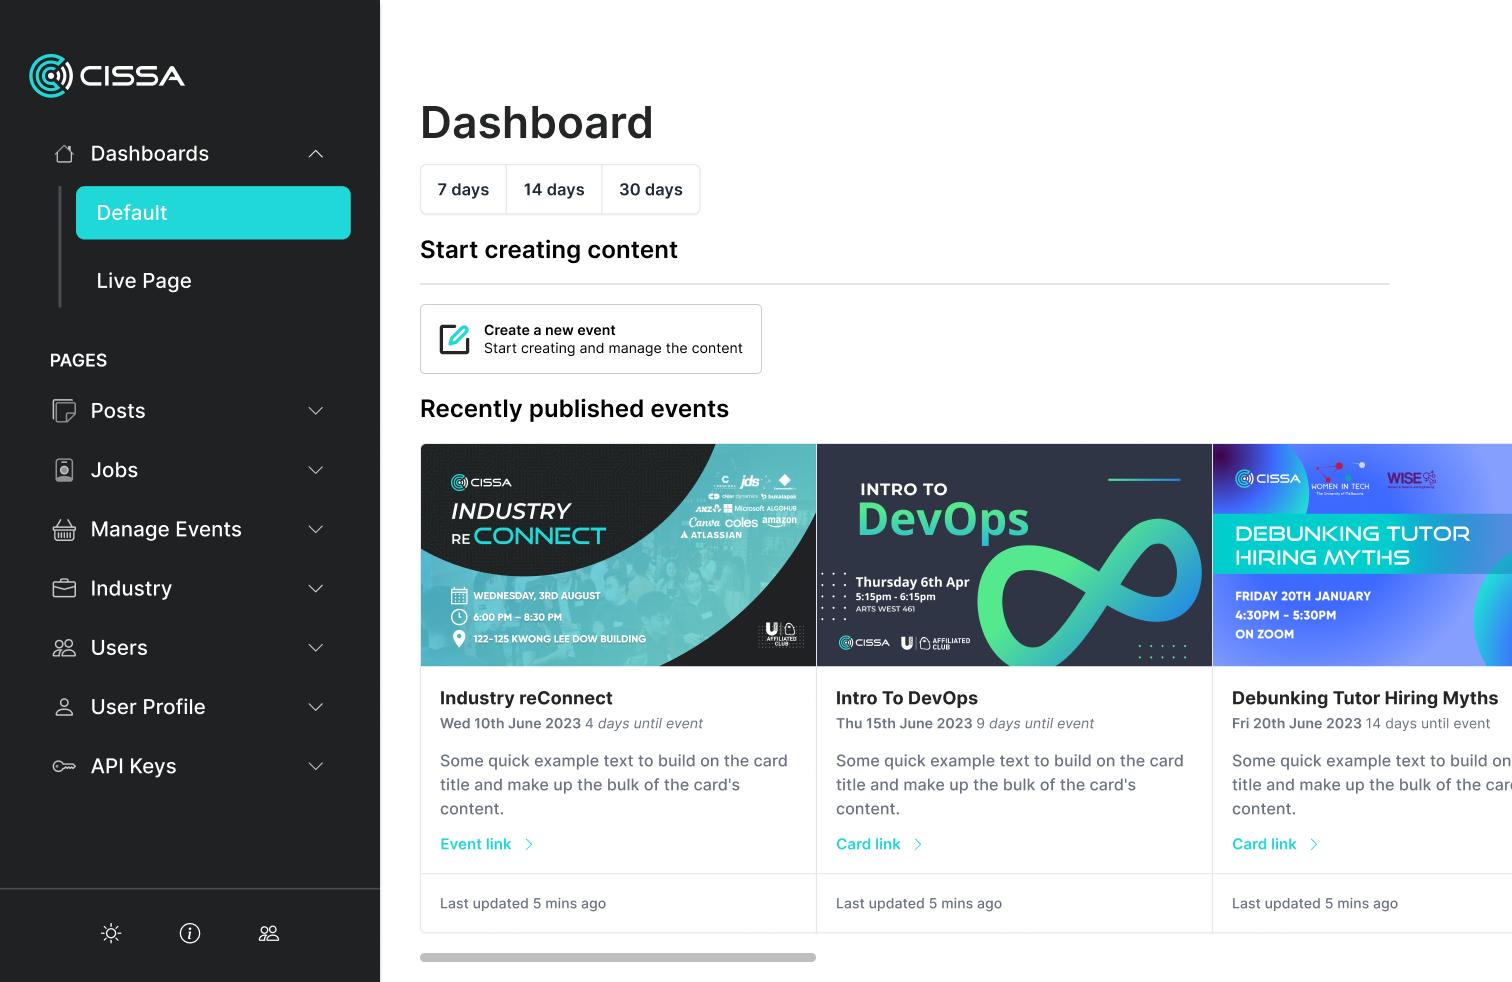 CISSA
Dashboards
Default
Live Page
PAGES
Posts
Jobs
Manage Events
Industry
Users
User Profile
API Keys
Dashboard
7 days
14 days
30 days
Start creating content
Create a new event
Start creating and manage the content
Recently published events
CISSA
INDUSTRY
RE CONNECT
jds
bukalapak
ANZ Microsoft ALGOHUB
Canva coles amazon
ATLASSIAN
WEDNESDAY, 3RD AUGUST
6:00 PM – 8:30 PM
122-125 KWONG LEE DOW BUILDING
U
AFFILIATED
CLUB
Industry reConnect
Wed 10th June 2023 4 days until event
Some quick example text to build on the card
title and make up the bulk of the card's
content.
Event link
Last updated 5 mins ago
INTRO TO
DevOps
Thursday 6th Apr
5:15pm - 6:15pm
ARTS WEST 461
CISSA
U AFFILIATED
CLUB
Intro To DevOps
Thu 15th June 2023 9 days until event
Some quick example text to build on the card
title and make up the bulk of the card's
content.
Card link
Last updated 5 mins ago
CISSA
WOMEN IN TECH
The University of Melbourne
WISE
DEBUNKING TUTOR
HIRING MYTHS
FRIDAY 20TH JANUARY
4:30PM - 5:30PM
ON ZOOM
Debunking Tutor Hiring Myths
Fri 20th June 2023 14 days until event
Some quick example text to build on
title and make up the bulk of the car
content.
Card link
Last updated 5 mins ago